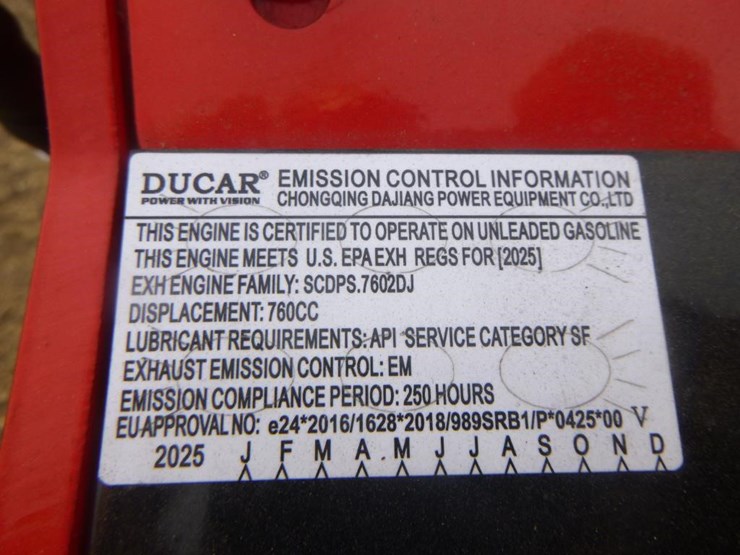 DUCAR® EMISSION CONTROL INFORMATION
POWER WITH VISION CHONGQING DAJIANG POWER EQUIPMENT CO.,LTD
THIS ENGINE IS CERTIFIED TO OPERATE ON UNLEADED GASOLINE
THIS ENGINE MEETS U.S. EPA EXH REGS FOR [2025]
EXH ENGINE FAMILY: SCDPS.7602DJ
DISPLACEMENT: 760CC
LUBRICANT REQUIREMENTS: API SERVICE CATEGORY SF
EXHAUST EMISSION CONTROL: EM
EMISSION COMPLIANCE PERIOD: 250 HOURS
EU APPROVAL NO: e24*2016/1628*2018/989SRB1/P*0425*00 V
2025 J F M A M J J A S O N D